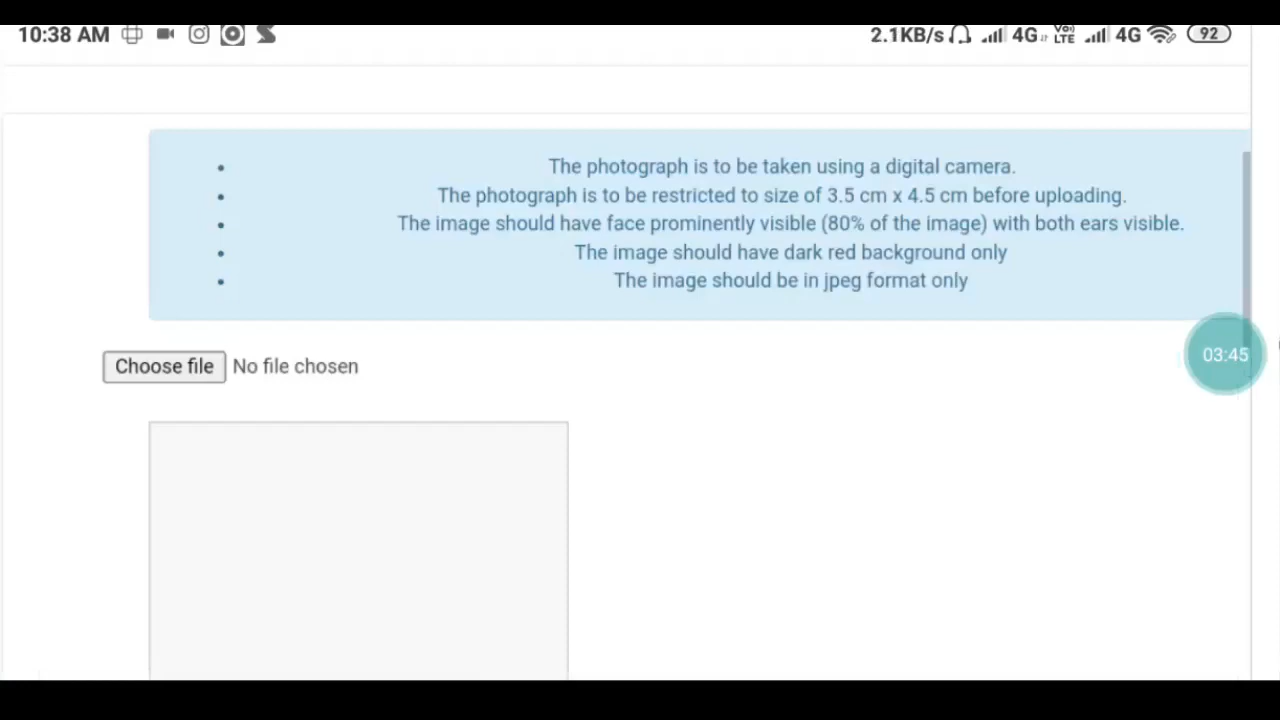 10:38 AM 2.1KB/s 4G Vo) LTE 4G 92
The photograph is to be taken using a digital camera.
The photograph is to be restricted to size of 3.5 cm x 4.5 cm before uploading.
The image should have face prominently visible (80% of the image) with both ears visible.
The image should have dark red background only
The image should be in jpeg format only
03:45
Choose file No file chosen